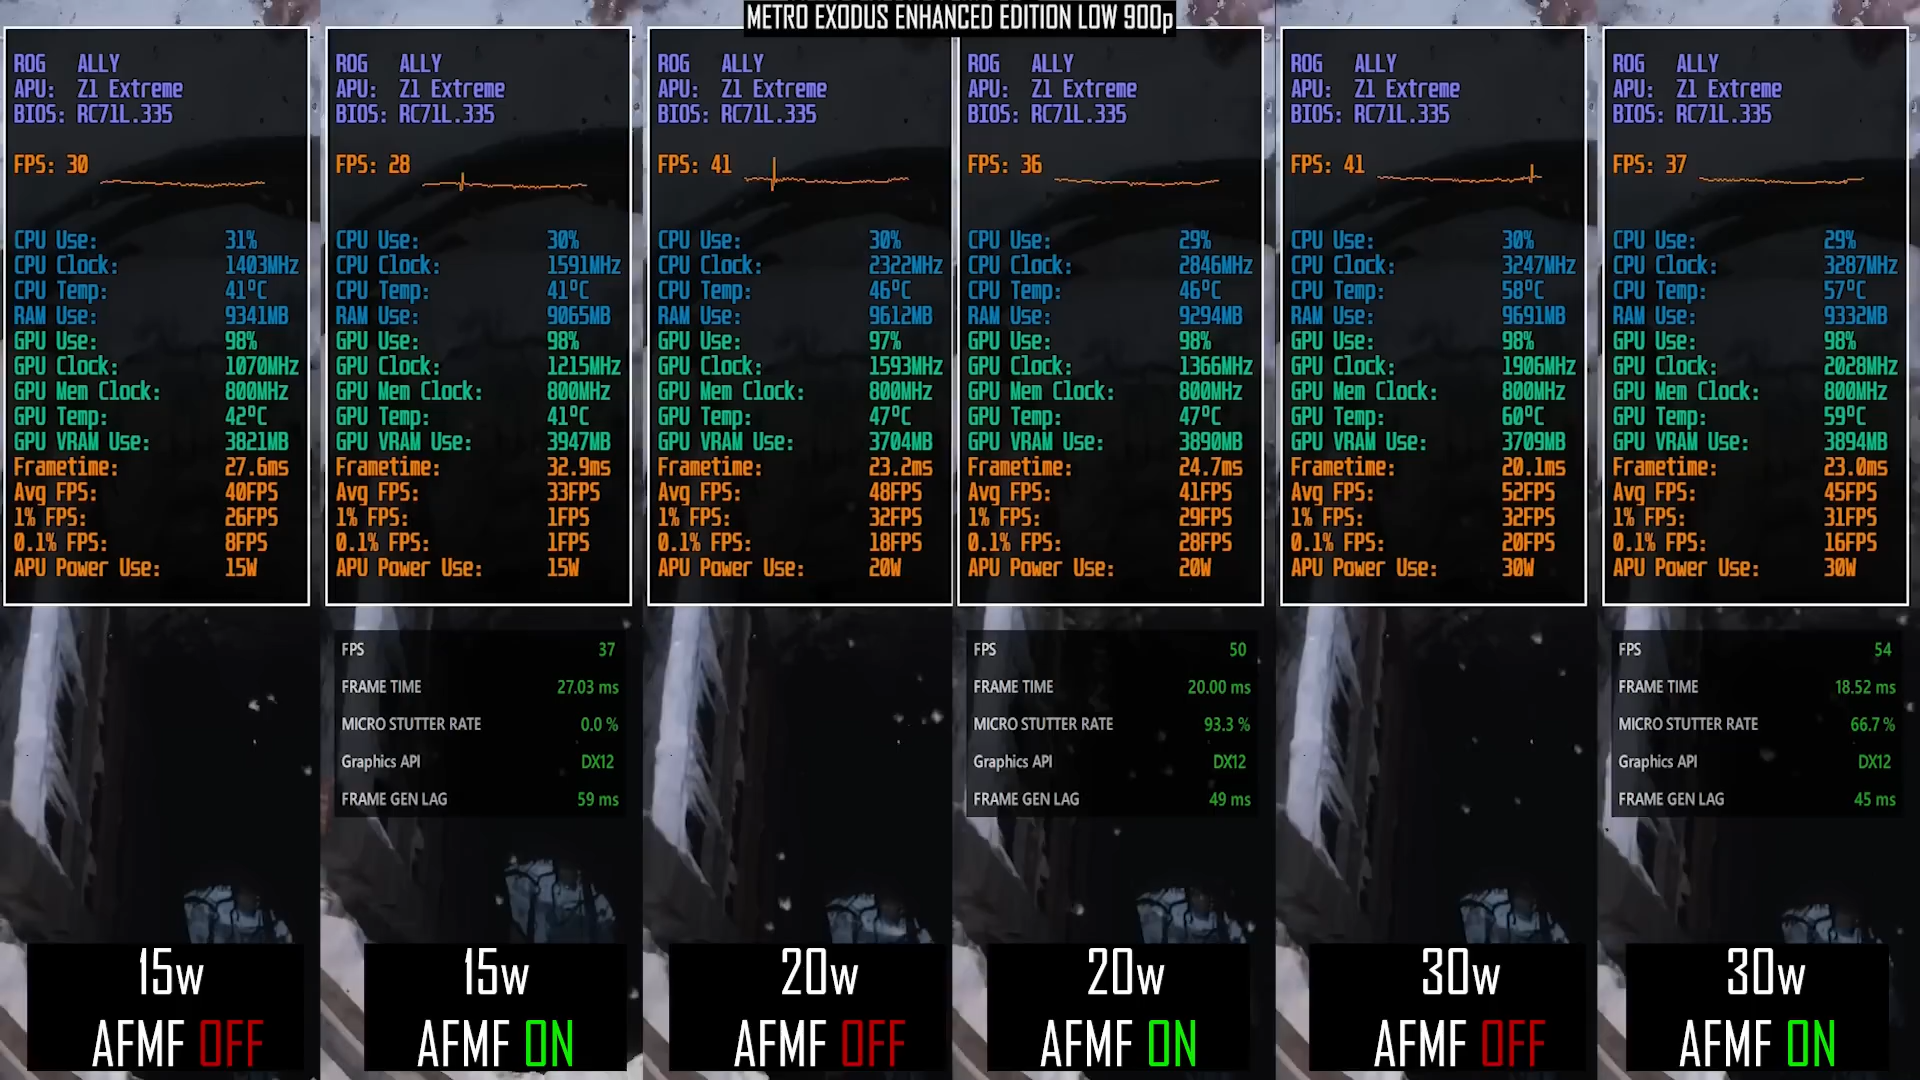 METRO EXODUS ENHANCED EDITION LOW 900p
ROG ALLY
APU: Z1 Extreme
BIOS: RC71L.335
FPS: 30
CPU Use: 31%
CPU Clock: 1403MHz
CPU Temp: 41°C
RAM Use: 9341MB
GPU Use: 98%
GPU Clock: 1070MHz
GPU Mem Clock: 800MHz
GPU Temp: 42°C
GPU VRAM Use: 3821MB
Frametime: 27.6ms
Avg FPS: 40FPS
1% FPS: 26FPS
0.1% FPS: 8FPS
APU Power Use: 15W
15w
AFMF OFF
ROG ALLY
APU: Z1 Extreme
BIOS: RC71L.335
FPS: 28
CPU Use: 30%
CPU Clock: 1591MHz
CPU Temp: 41°C
RAM Use: 9065MB
GPU Use: 98%
GPU Clock: 1215MHz
GPU Mem Clock: 800MHz
GPU Temp: 41°C
GPU VRAM Use: 3947MB
Frametime: 32.9ms
Avg FPS: 33FPS
1% FPS: 1FPS
0.1% FPS: 1FPS
APU Power Use: 15W
FPS 37
FRAME TIME 27.03 ms
MICRO STUTTER RATE 0.0 %
Graphics API DX12
FRAME GEN LAG 59 ms
15w
AFMF ON
ROG ALLY
APU: Z1 Extreme
BIOS: RC71L.335
FPS: 41
CPU Use: 30%
CPU Clock: 2322MHz
CPU Temp: 46°C
RAM Use: 9612MB
GPU Use: 97%
GPU Clock: 1593MHz
GPU Mem Clock: 800MHz
GPU Temp: 47°C
GPU VRAM Use: 3704MB
Frametime: 23.2ms
Avg FPS: 48FPS
1% FPS: 32FPS
0.1% FPS: 18FPS
APU Power Use: 20W
20w
AFMF OFF
ROG ALLY
APU: Z1 Extreme
BIOS: RC71L.335
FPS: 36
CPU Use: 29%
CPU Clock: 2846MHz
CPU Temp: 46°C
RAM Use: 9294MB
GPU Use: 98%
GPU Clock: 1366MHz
GPU Mem Clock: 800MHz
GPU Temp: 47°C
GPU VRAM Use: 3890MB
Frametime: 24.7ms
Avg FPS: 41FPS
1% FPS: 29FPS
0.1% FPS: 28FPS
APU Power Use: 20W
FPS 50
FRAME TIME 20.00 ms
MICRO STUTTER RATE 93.3 %
Graphics API DX12
FRAME GEN LAG 49 ms
20w
AFMF ON
ROG ALLY
APU: Z1 Extreme
BIOS: RC71L.335
FPS: 41
CPU Use: 30%
CPU Clock: 3247MHz
CPU Temp: 58°C
RAM Use: 9691MB
GPU Use: 98%
GPU Clock: 1906MHz
GPU Mem Clock: 800MHz
GPU Temp: 60°C
GPU VRAM Use: 3709MB
Frametime: 20.1ms
Avg FPS: 52FPS
1% FPS: 32FPS
0.1% FPS: 20FPS
APU Power Use: 30W
30w
AFMF OFF
ROG ALLY
APU: Z1 Extreme
BIOS: RC71L.335
FPS: 37
CPU Use: 29%
CPU Clock: 3287MHz
CPU Temp: 57°C
RAM Use: 9332MB
GPU Use: 98%
GPU Clock: 2028MHz
GPU Mem Clock: 800MHz
GPU Temp: 59°C
GPU VRAM Use: 3894MB
Frametime: 23.0ms
Avg FPS: 45FPS
1% FPS: 31FPS
0.1% FPS: 16FPS
APU Power Use: 30W
FPS 54
FRAME TIME 18.52 ms
MICRO STUTTER RATE 66.7 %
Graphics API DX12
FRAME GEN LAG 45 ms
30w
AFMF ON